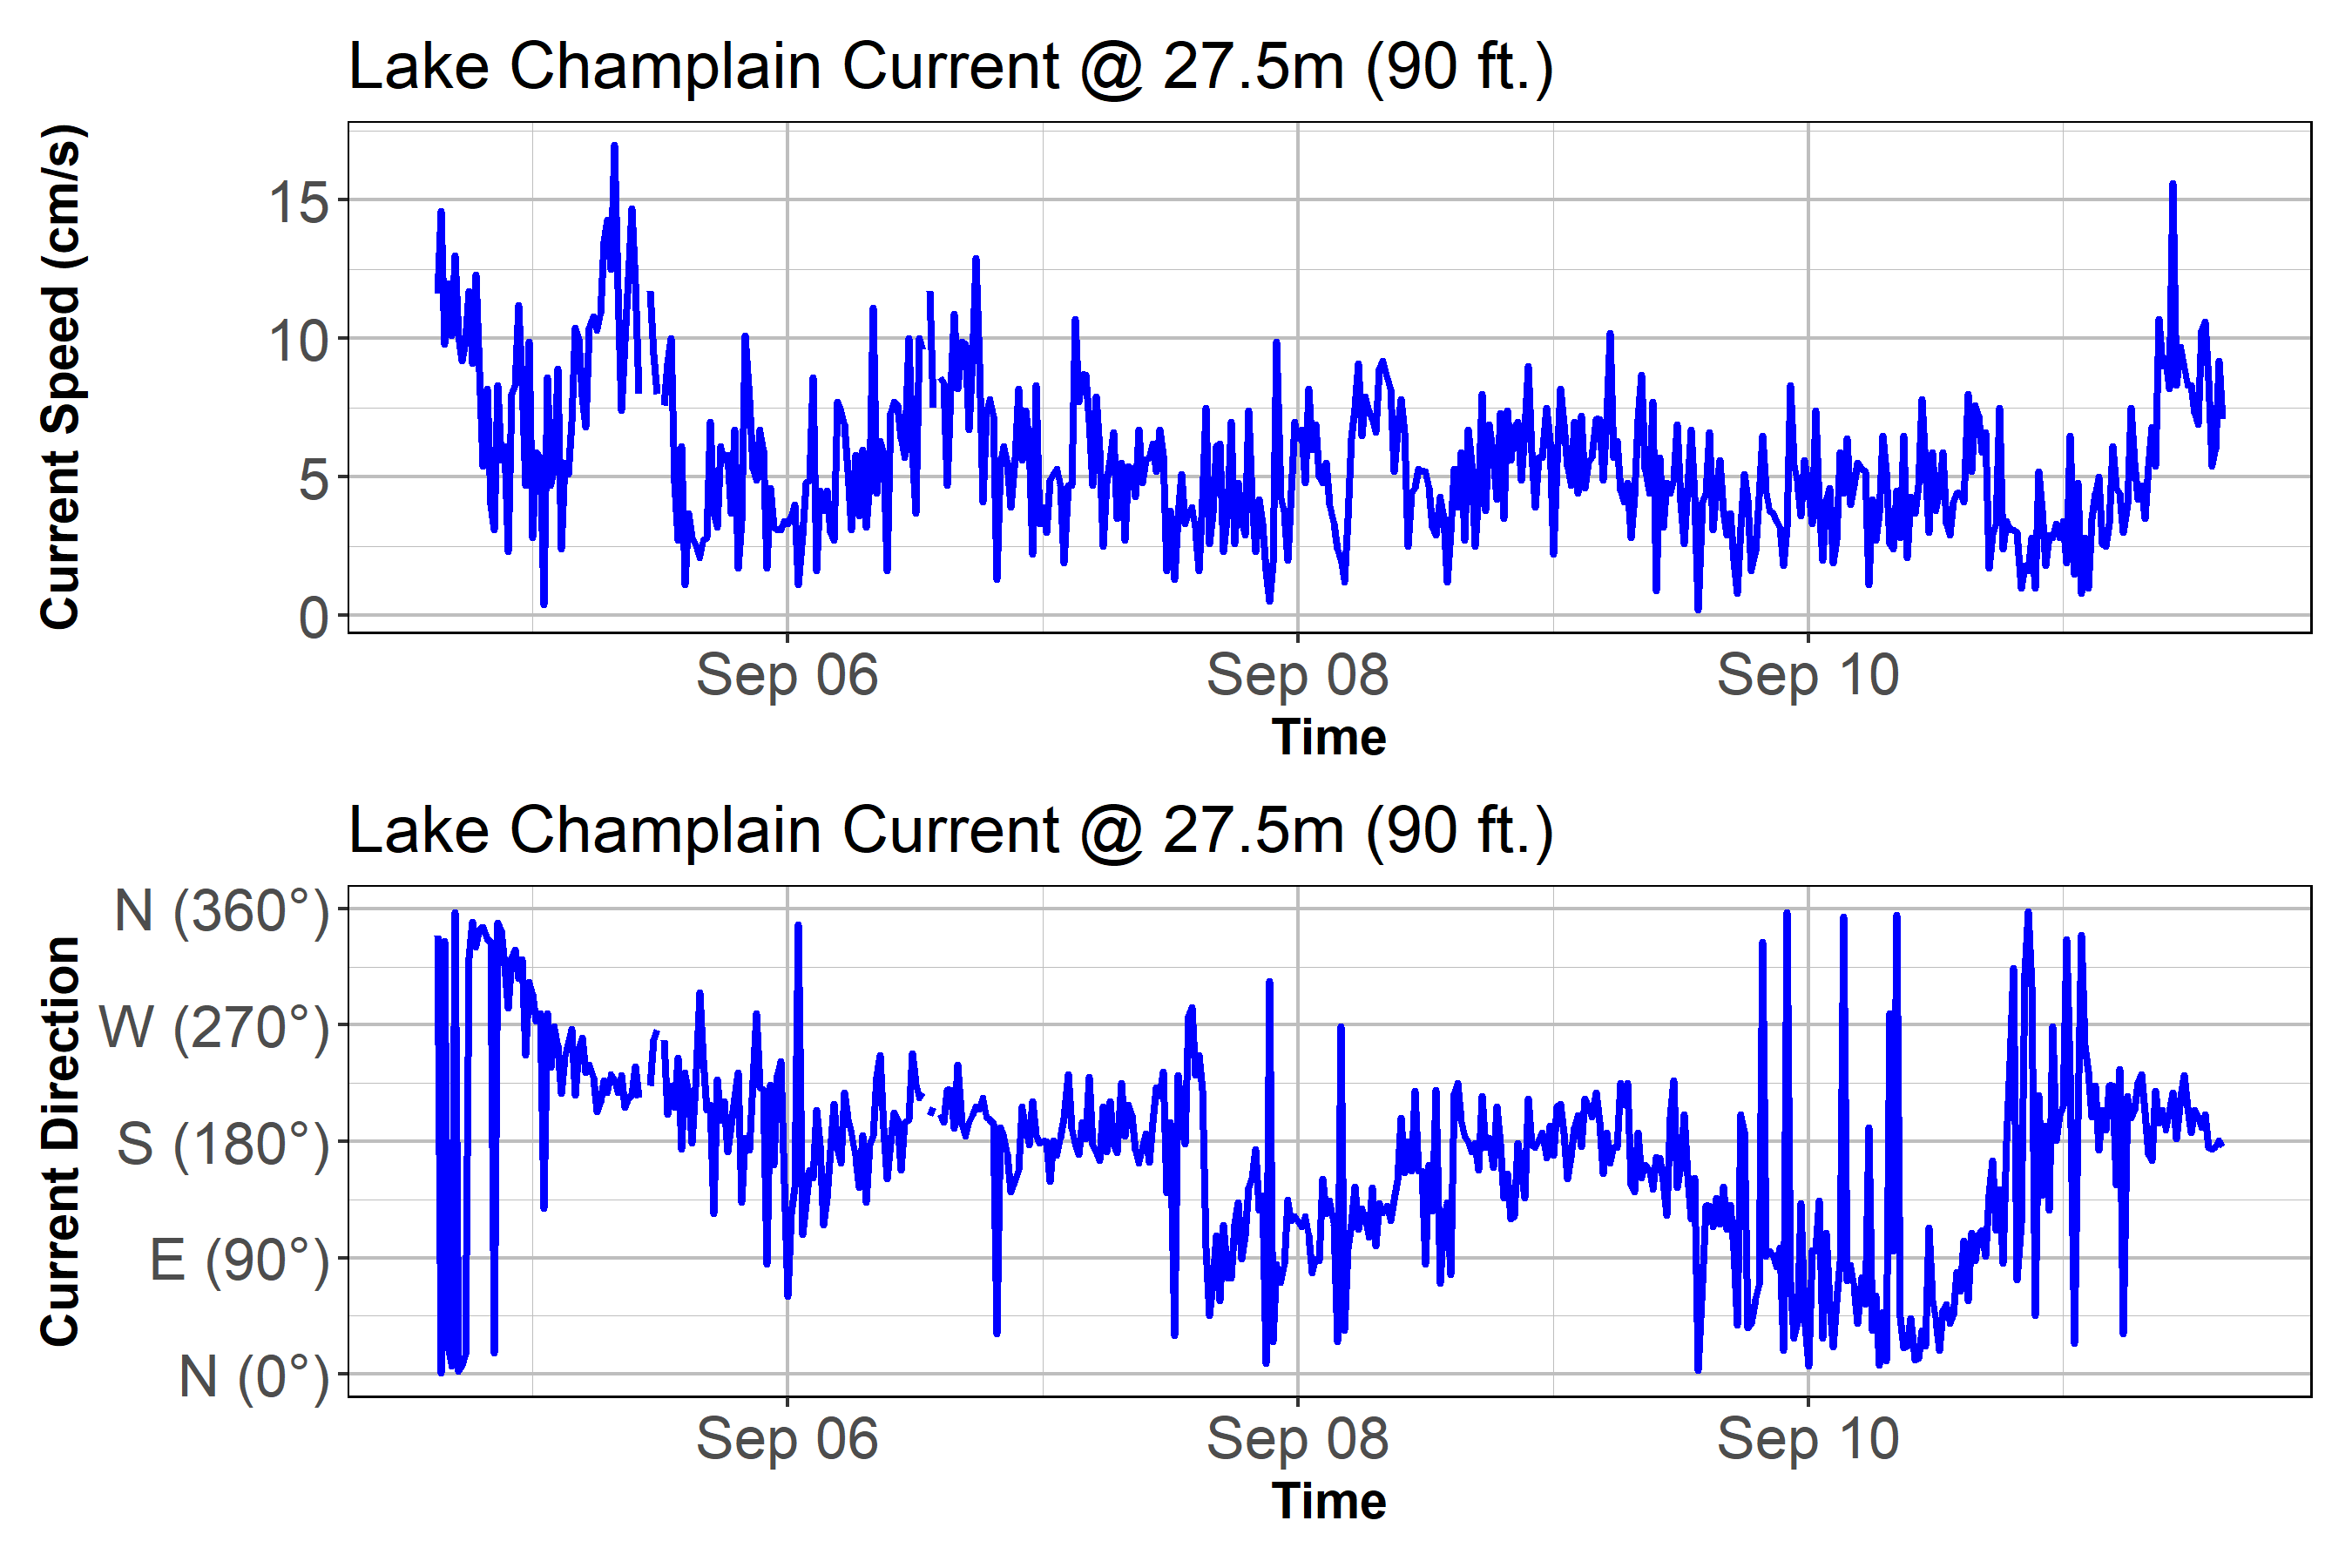 Lake Champlain Current @ 27.5m (90 ft.)
Current Speed (cm/s)
15
10
5
0
Sep 06 Sep 08 Sep 10
Time
Lake Champlain Current @ 27.5m (90 ft.)
Current Direction
N (360°)
W (270°)
S (180°)
E (90°)
N (0°)
Sep 06 Sep 08 Sep 10
Time